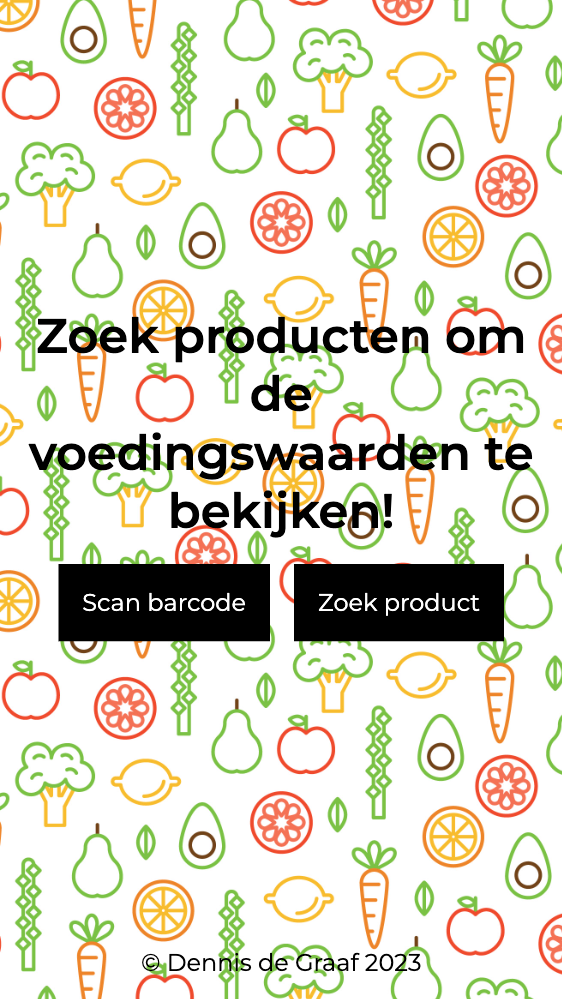 Zoek producten om
de
voedingswaarden te
bekijken!
Scan barcode
Zoek product
© Dennis de Graaf 2023